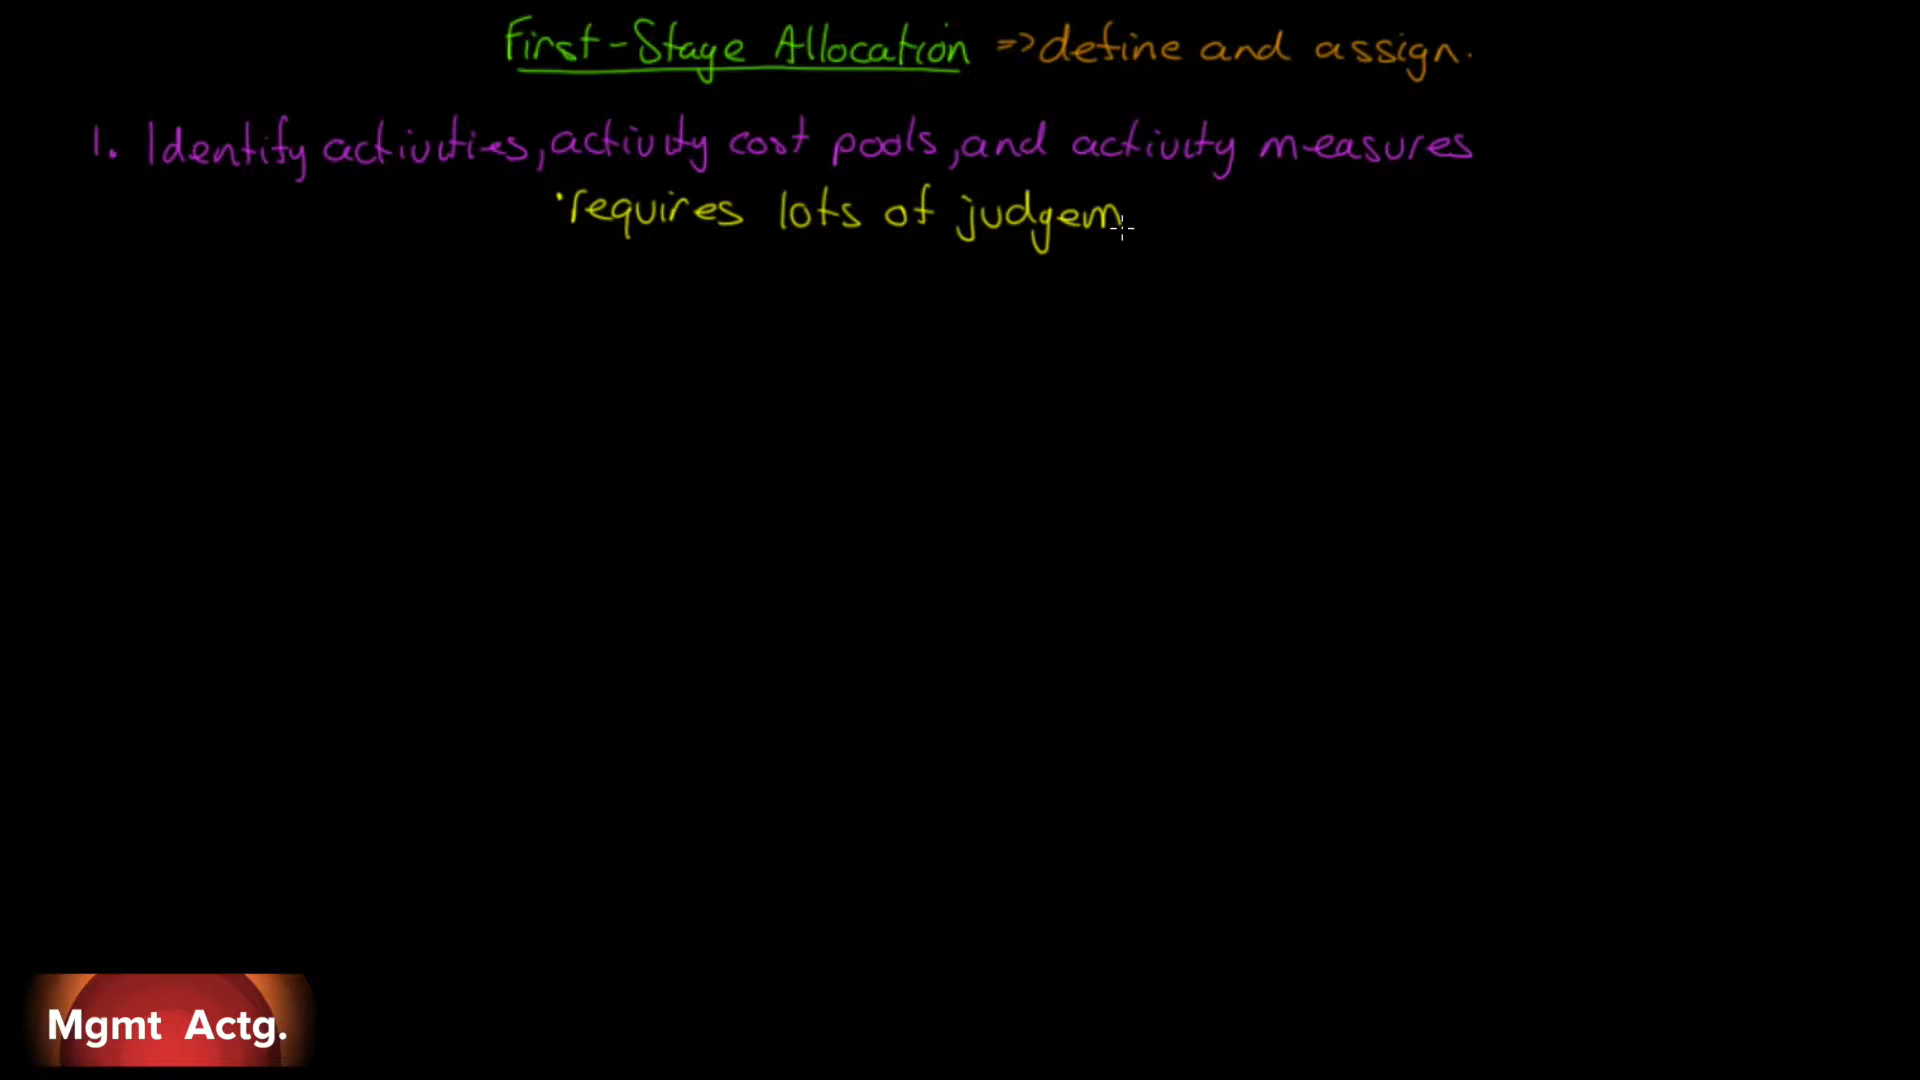 First-Stage Allocation => define and assign.
1. Identify activities, activity cost pools, and activity measures
·requires lots of judgem
Mgmt Actg.